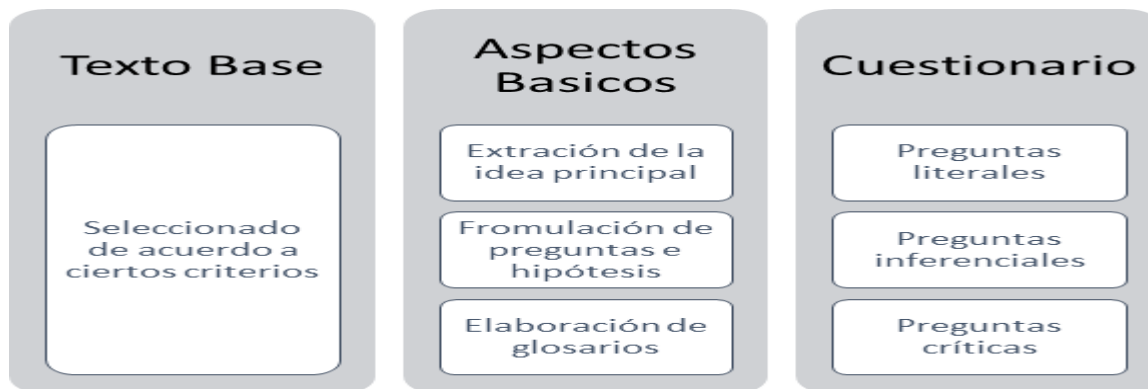 Texto Base
Seleccionado
de acuerdo a
ciertos criterios
Aspectos
Basicos
Extración de la
idea principal
Fromulación de
preguntas e
hipótesis
Elaboración de
glosarios
Cuestionario
Preguntas
literales
Preguntas
inferenciales
Preguntas
críticas